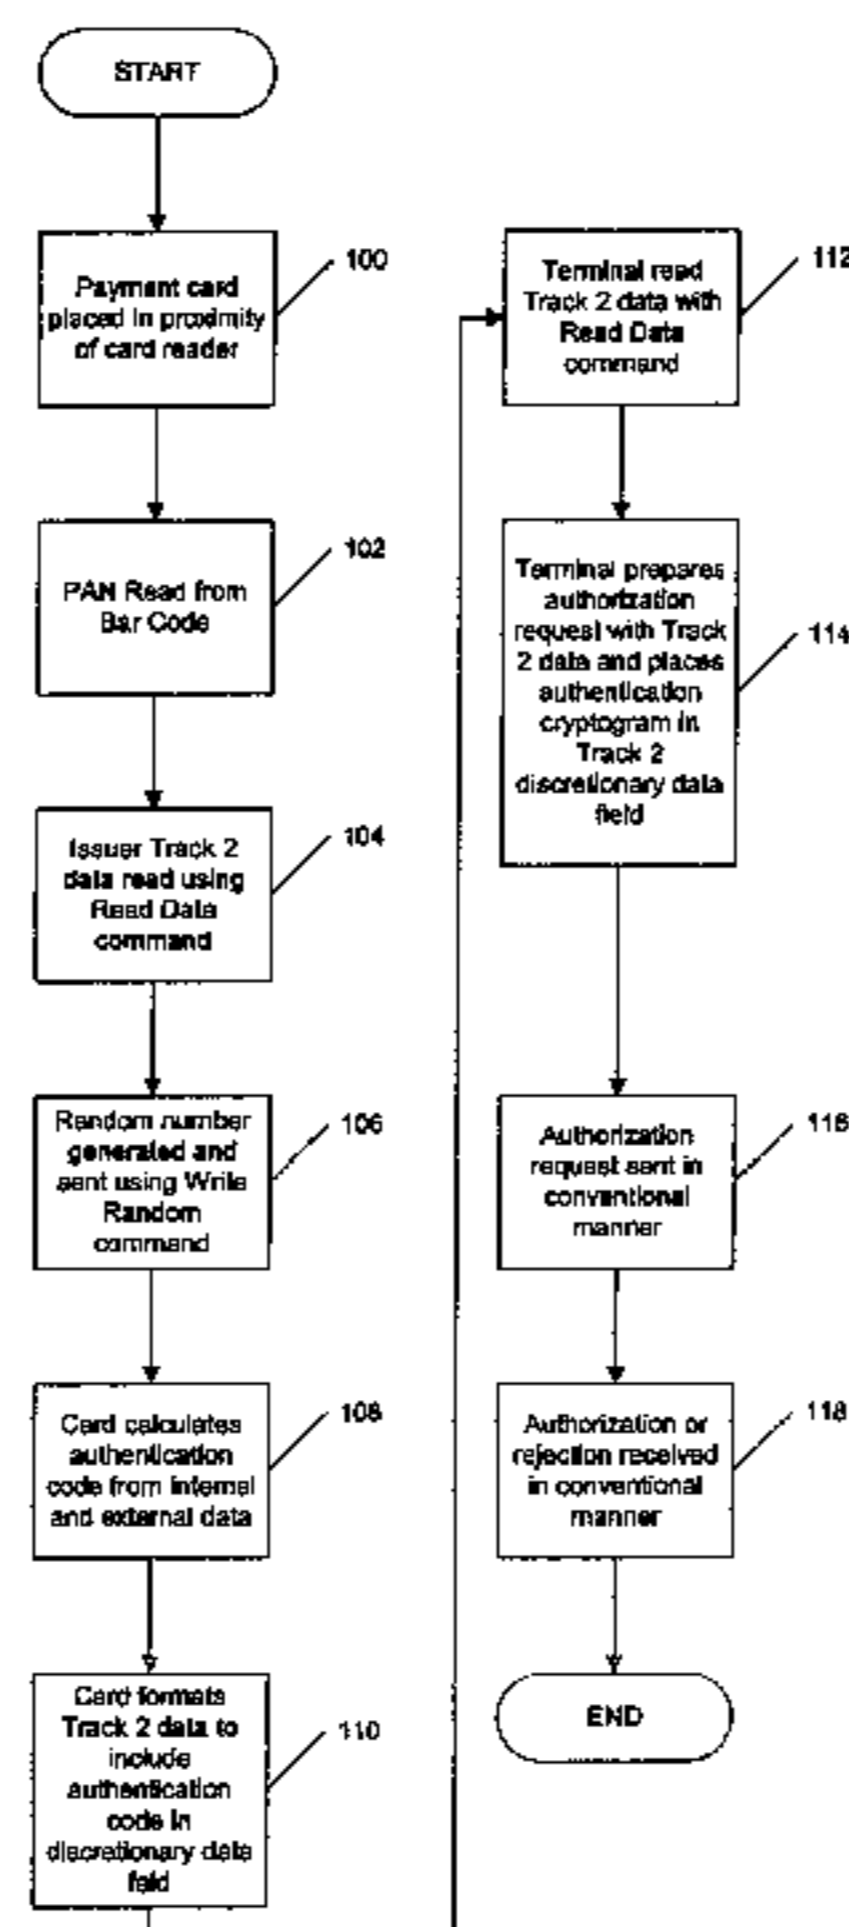 START
Payment card
placed in proximity
of card reader
100
PAN Read from
Bar Code
102
Issuer Track 2
data read using
Read Data
command
104
Random number
generated and
sent using Write
Random
command
106
Card calculates
authentication
code from internal
and external data
108
Card formats
Track 2 data to
include
authentication
code in
discretionary data
field
110
Terminal read
Track 2 data with
Read Data
command
112
Terminal prepares
authorization
request with Track
2 data and places
authentication
cryptogram in
Track 2
discretionary data
field
114
Authorization
request sent in
conventional
manner
116
Authorization or
rejection received
in conventional
manner
118
END